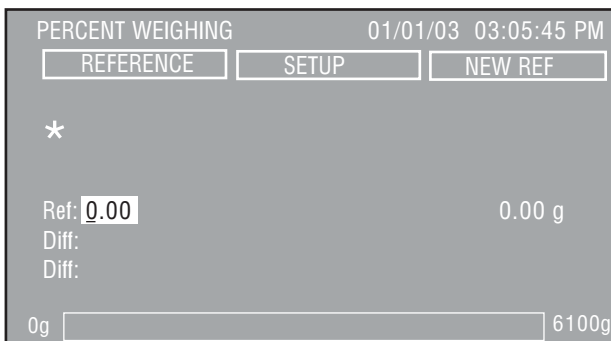 PERCENT WEIGHING 01/01/03 03:05:45 PM
REFERENCE SETUP NEW REF
*
Ref: 0.00 0.00 g
Diff:
Diff:
0g 6100g